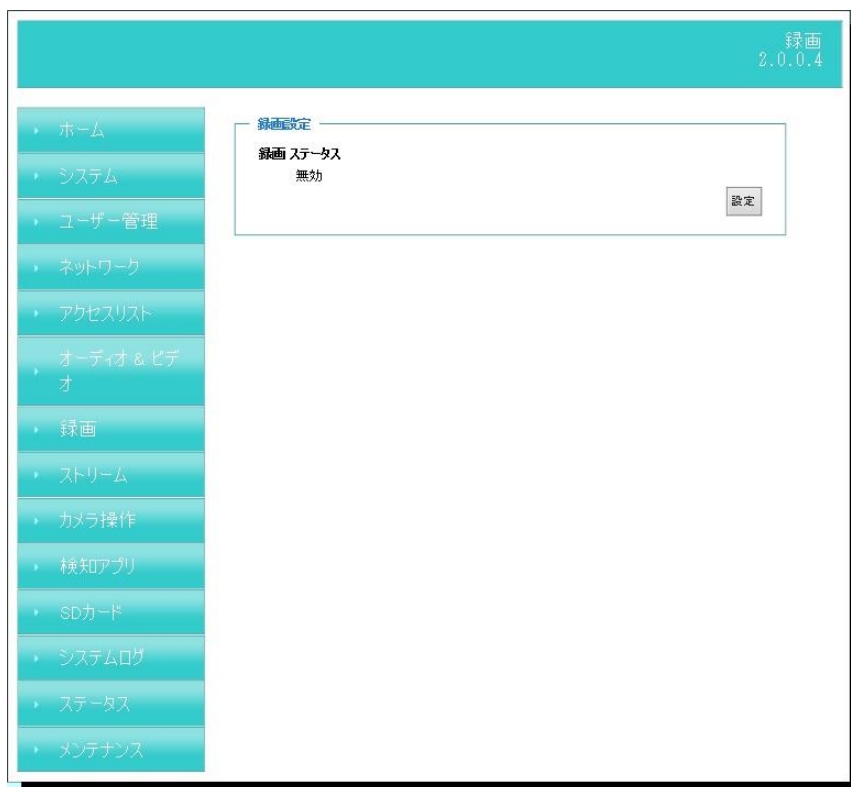 録画
2.0.0.4
ホーム
システム
ユーザー管理
ネットワーク
アクセスリスト
オーディオ & ビデ
オ
録画
ストリーム
カメラ操作
検知アプリ
SDカード
システムログ
ステータス
メンテナンス
録画設定
録画 ステータス
無効
設定